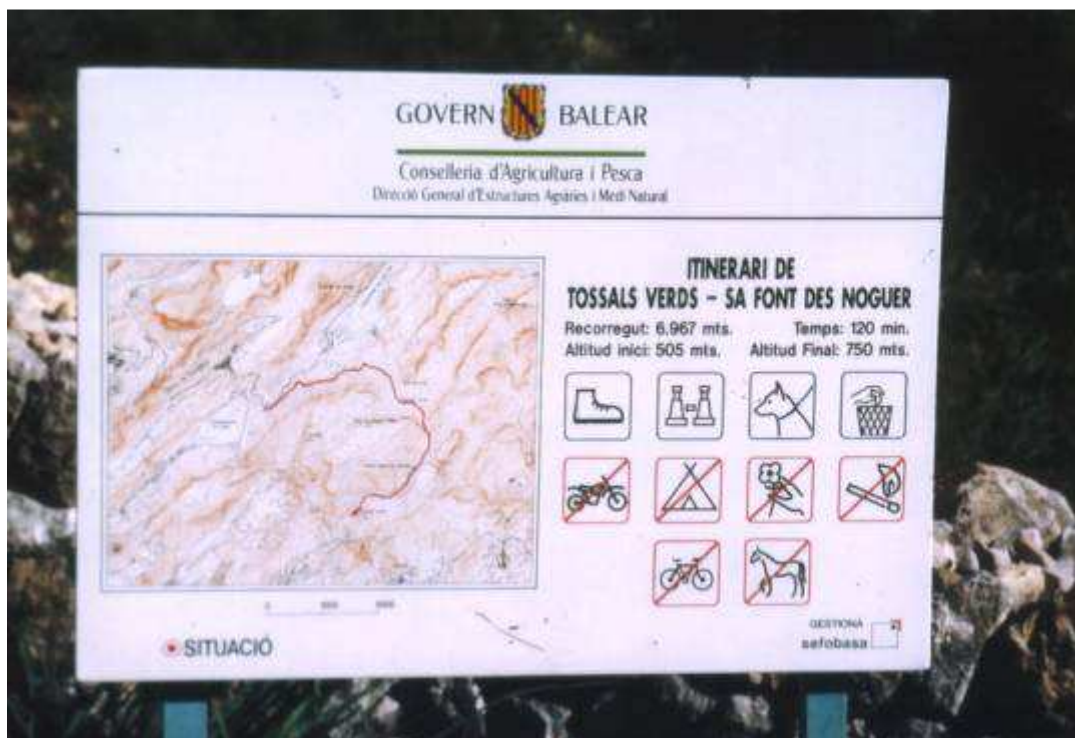 GOVERN BALEAR
Conselleria d'Agricultura i Pesca
Direcció General d'Estructures Agràries i Medi Natural
ITINERARI DE
TOSSALS VERDS - SA FONT DES NOGUER
Recorregut: 6.967 mts. Temps: 120 min.
Altitud inici: 505 mts. Altitud Final: 750 mts.
0
SITUACIÓ
GESTIONA
sefobasa